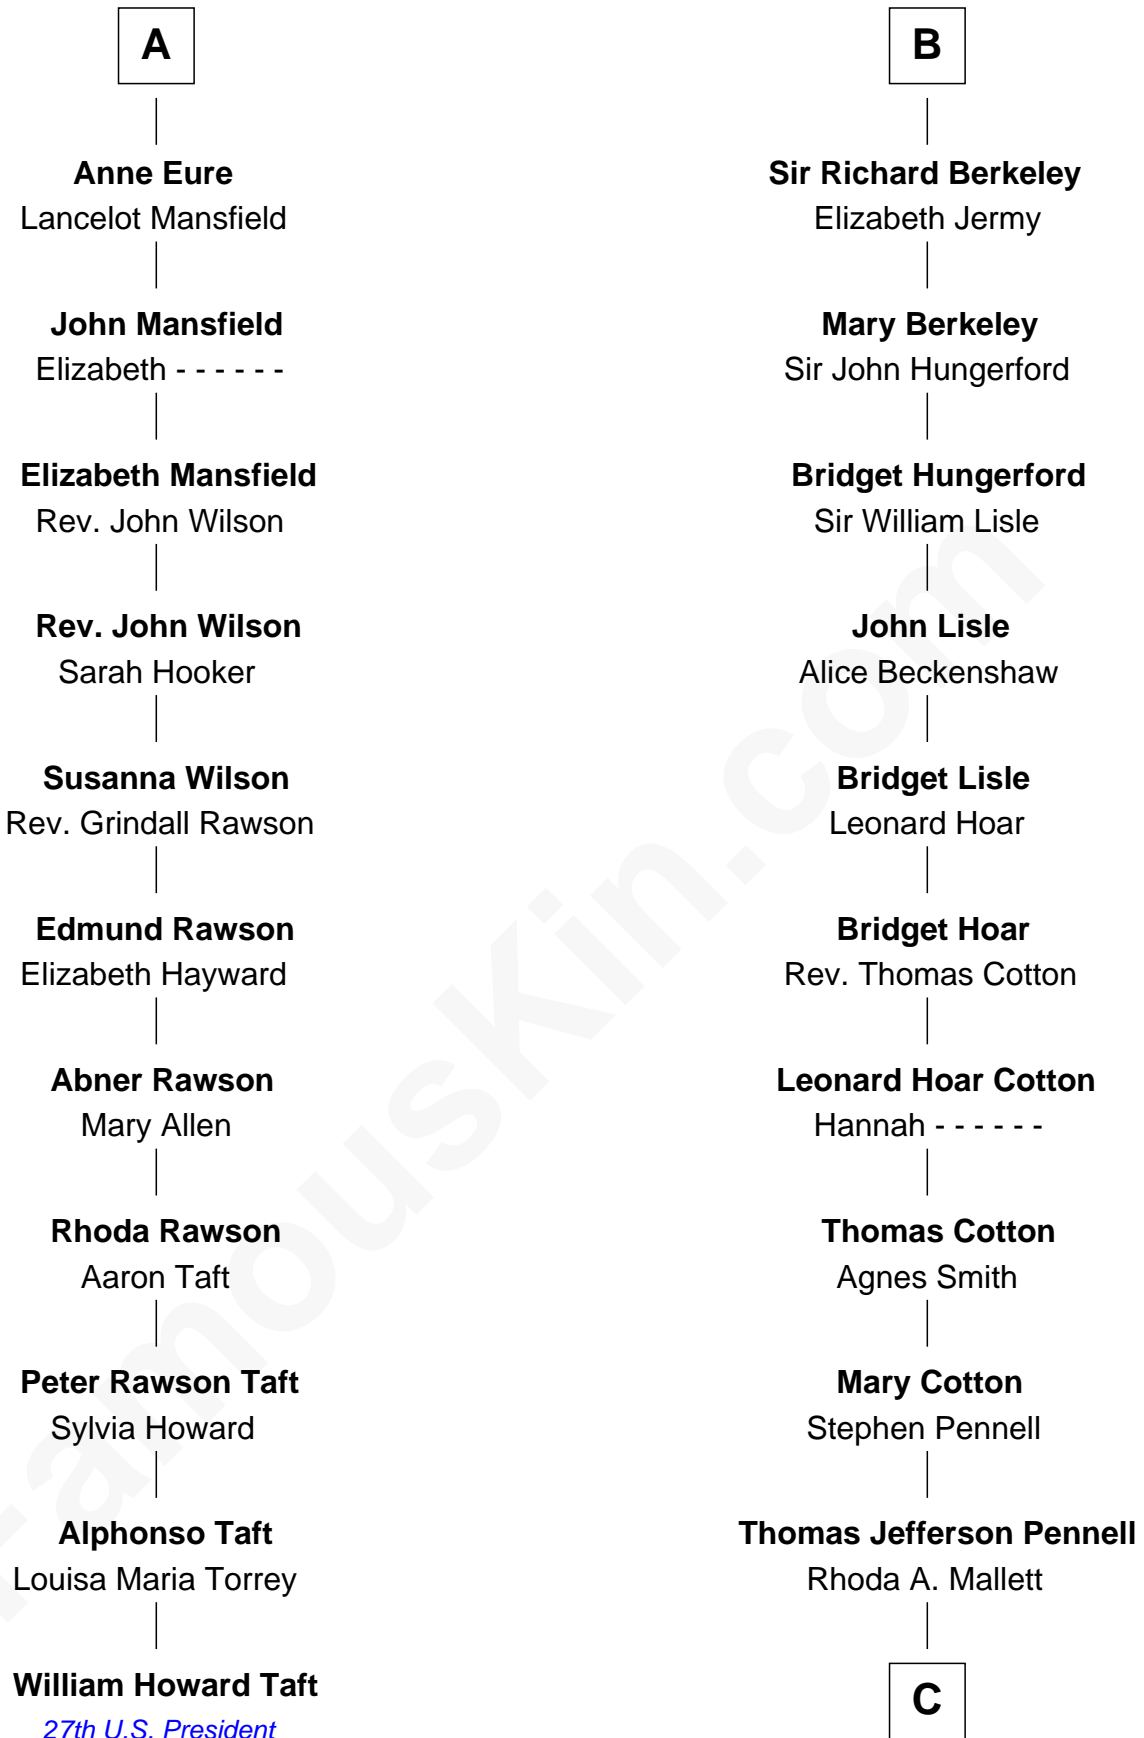 A
Anne Eure
Lancelot Mansfield
John Mansfield
Elizabeth - - - - - -
Elizabeth Mansfield
Rev. John Wilson
Rev. John Wilson
Sarah Hooker
Susanna Wilson
Rev. Grindall Rawson
Edmund Rawson
Elizabeth Hayward
Abner Rawson
Mary Allen
Rhoda Rawson
Aaron Taft
Peter Rawson Taft
Sylvia Howard
Alphonso Taft
Louisa Maria Torrey
William Howard Taft
27th U.S. President
B
Sir Richard Berkeley
Elizabeth Jermy
Mary Berkeley
Sir John Hungerford
Bridget Hungerford
Sir William Lisle
John Lisle
Alice Beckenshaw
Bridget Lisle
Leonard Hoar
Bridget Hoar
Rev. Thomas Cotton
Leonard Hoar Cotton
Hannah - - - - - -
Thomas Cotton
Agnes Smith
Mary Cotton
Stephen Pennell
Thomas Jefferson Pennell
Rhoda A. Mallett
C
FamousKin.com